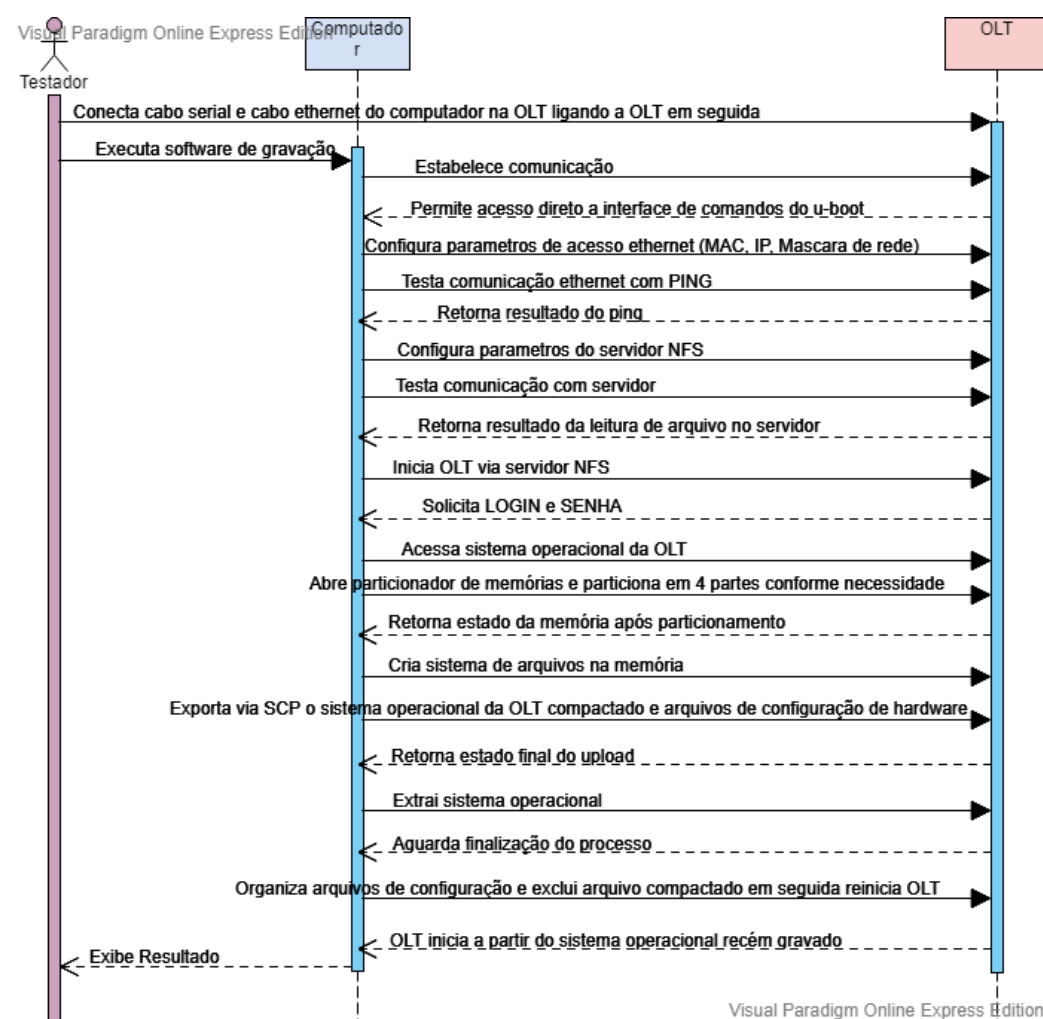 Visual Paradigm Online Express Edition
Computado
r
OLT
Testador
Conecta cabo serial e cabo ethernet do computador na OLT ligando a OLT em seguida
Executa software de gravação
Estabelece comunicação
Permite acesso direto a interface de comandos do u-boot
Configura parametros de acesso ethernet (MAC, IP, Mascara de rede)
Testa comunicação ethernet com PING
Retorna resultado do ping
Configura parametros do servidor NFS
Testa comunicação com servidor
Retorna resultado da leitura de arquivo no servidor
Inicia OLT via servidor NFS
Solicita LOGIN e SENHA
Acessa sistema operacional da OLT
Abre particionador de memórias e particiona em 4 partes conforme necessidade
Retorna estado da memória após particionamento
Cria sistema de arquivos na memória
Exporta via SCP o sistema operacional da OLT compactado e arquivos de configuração de hardware
Retorna estado final do upload
Extrai sistema operacional
Aguarda finalização do processo
Organiza arquivos de configuração e exclui arquivo compactado em seguida reinicia OLT
OLT inicia a partir do sistema operacional recém gravado
Exibe Resultado
Visual Paradigm Online Express Edition